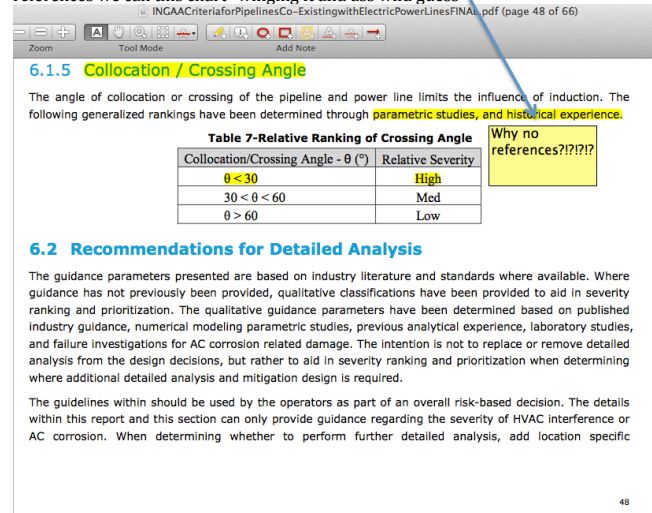 references we call this chart "winging it and wild guess"
INGAACriteriaforPipelinesCo-ExistingwithElectricPowerLinesFINAL.pdf (page 48 of 66)
Zoom Tool Mode Add Note
6.1.5 Collocation / Crossing Angle
The angle of collocation or crossing of the pipeline and power line limits the influence of induction. The
following generalized rankings have been determined through parametric studies, and historical experience.
Table 7-Relative Ranking of Crossing Angle
Why no
references?!?!?!?
Collocation/Crossing Angle - θ (°) Relative Severity
θ < 30 High
30 < θ < 60 Med
θ > 60 Low
6.2 Recommendations for Detailed Analysis
The guidance parameters presented are based on industry literature and standards where available. Where
guidance has not previously been provided, qualitative classifications have been provided to aid in severity
ranking and prioritization. The qualitative guidance parameters have been determined based on published
industry guidance, numerical modeling parametric studies, previous analytical experience, laboratory studies,
and failure investigations for AC corrosion related damage. The intention is not to replace or remove detailed
analysis from the design decisions, but rather to aid in severity ranking and prioritization when determining
where additional detailed analysis and mitigation design is required.
The guidelines within should be used by the operators as part of an overall risk-based decision. The details
within this report and this section can only provide guidance regarding the severity of HVAC interference or
AC corrosion. When determining whether to perform further detailed analysis, add location specific
48